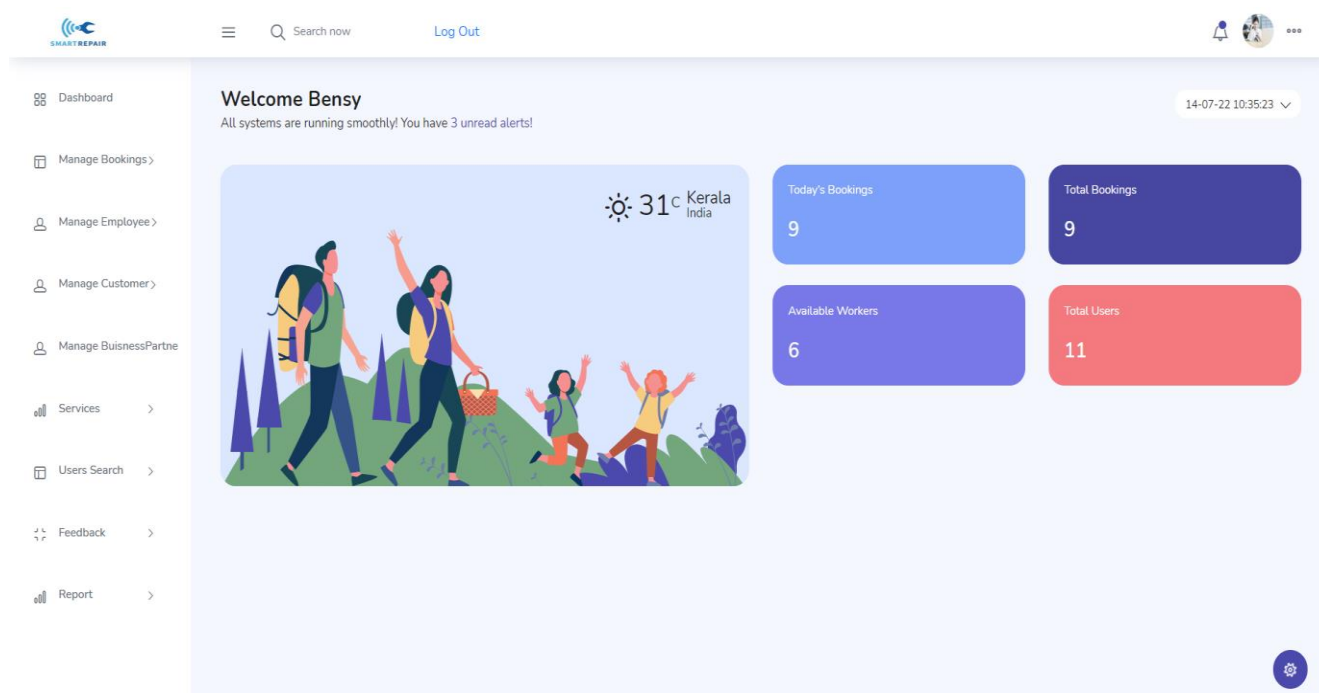 SMARTREPAIR
Search now
Log Out
Dashboard
Manage Bookings
Manage Employee
Manage Customer
Manage BuisnessPartne
Services
Users Search
Feedback
Report
Welcome Bensy
All systems are running smoothly! You have 3 unread alerts!
14-07-22 10:35:23
31C Kerala
India
Today's Bookings
9
Total Bookings
9
Available Workers
6
Total Users
11